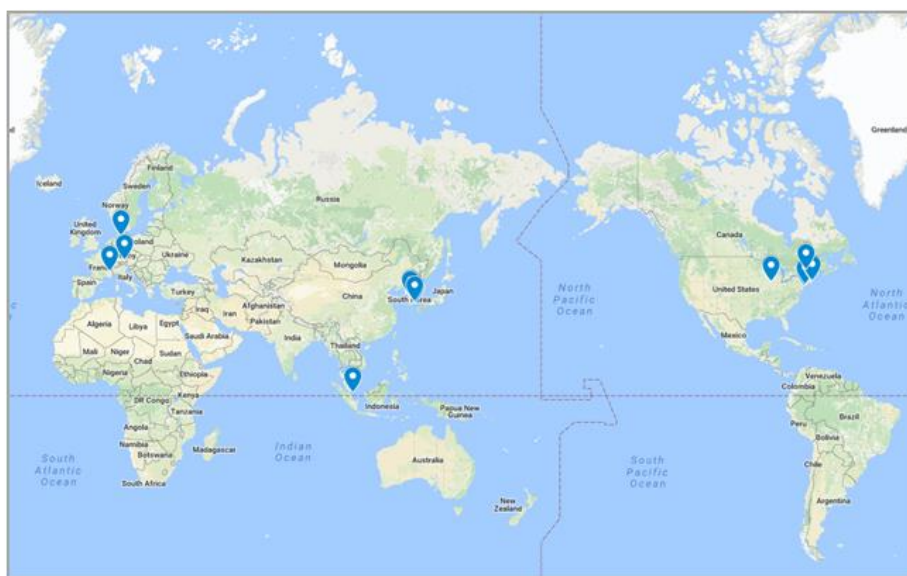 Greenland
Iceland
Finland
Sweden
Norway
Russia
United
Kingdom
Canada
Ukraine
Kazakhstan
Mongolia
France
Italy
Spain
Turkey
Afghanistan
China
South Korea
Japan
North
Pacific
Ocean
United States
North
Atlantic
Ocean
Iraq
Iran
Pakistan
Algeria
Libya
Egypt
Saudi Arabia
India
Mexico
Mali
Niger
Chad
Sudan
Thailand
Nigeria
Ethiopia
Venezuela
Colombia
DR Congo
Kenya
Tanzania
Indonesia
Papua New
Guinea
Peru
Brazil
Angola
Namibia
Botswana
Madagascar
Bolivia
South
Atlantic
Ocean
Indian
Ocean
Australia
South
Pacific
Ocean
Chile
South Africa
New
Zealand
Argentina